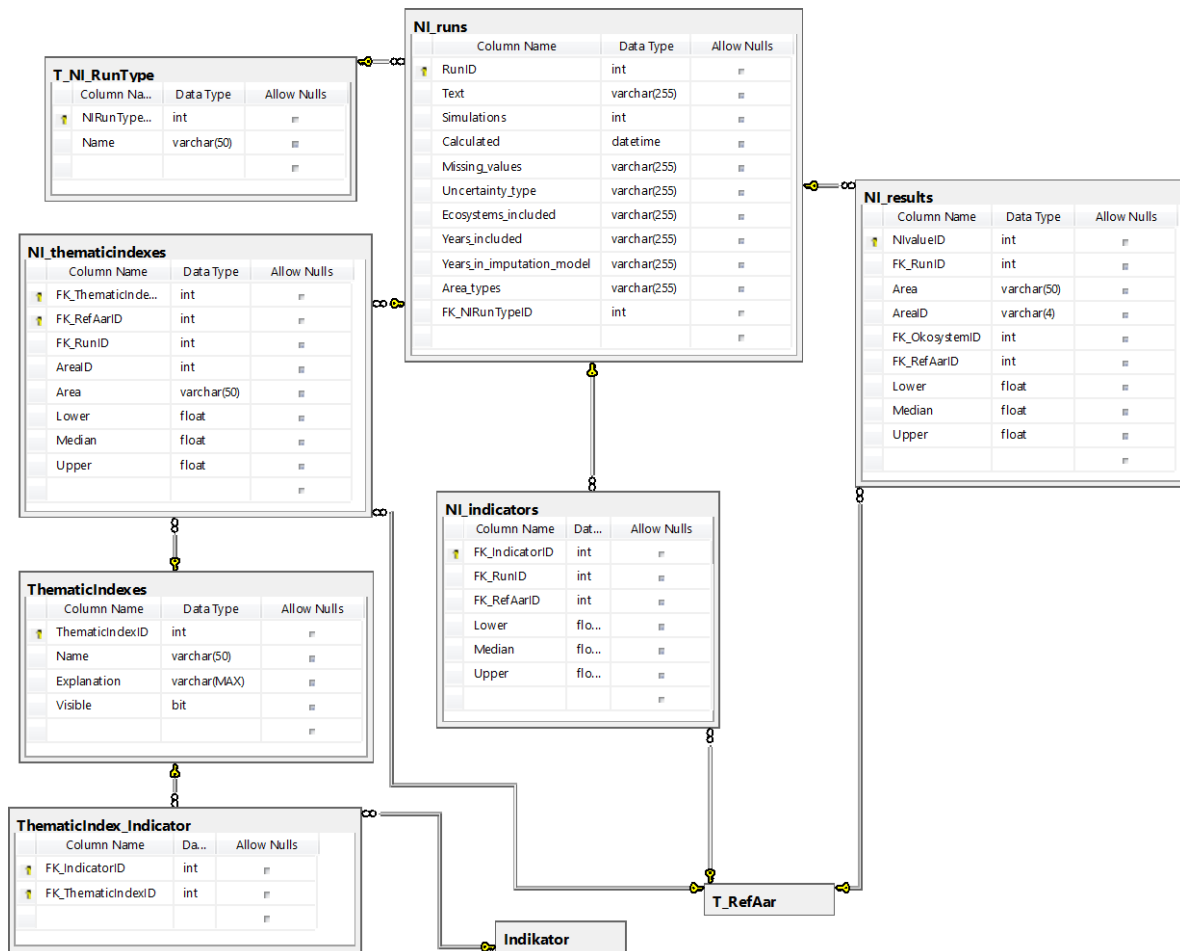 NI_runs
Column Name Data Type Allow Nulls
RunID int
Text varchar(255)
Simulations int
Calculated datetime
Missing_values varchar(255)
Uncertainty_type varchar(255)
Ecosystems_included varchar(255)
Years_included varchar(255)
Years_in_imputation_model varchar(255)
Area_types varchar(255)
FK_NIRunTypeID int
T_NI_RunType
Column Na... Data Type Allow Nulls
NIRunType... int
Name varchar(50)
NI_results
Column Name Data Type Allow Nulls
NIvalueID int
FK_RunID int
Area varchar(50)
AreaID varchar(4)
FK_OkosystemID int
FK_RefAarID int
Lower float
Median float
Upper float
NI_thematicindexes
Column Name Data Type Allow Nulls
FK_ThematicInde... int
FK_RefAarID int
FK_RunID int
AreaID int
Area varchar(50)
Lower float
Median float
Upper float
NI_indicators
Column Name Dat... Allow Nulls
FK_IndicatorID int
FK_RunID int
FK_RefAarID int
Lower flo...
Median flo...
Upper flo...
ThematicIndexes
Column Name Data Type Allow Nulls
ThematicIndexID int
Name varchar(50)
Explanation varchar(MAX)
Visible bit
ThematicIndex_Indicator
Column Name Da... Allow Nulls
FK_IndicatorID int
FK_ThematicIndexID int
T_RefAar
Indikator